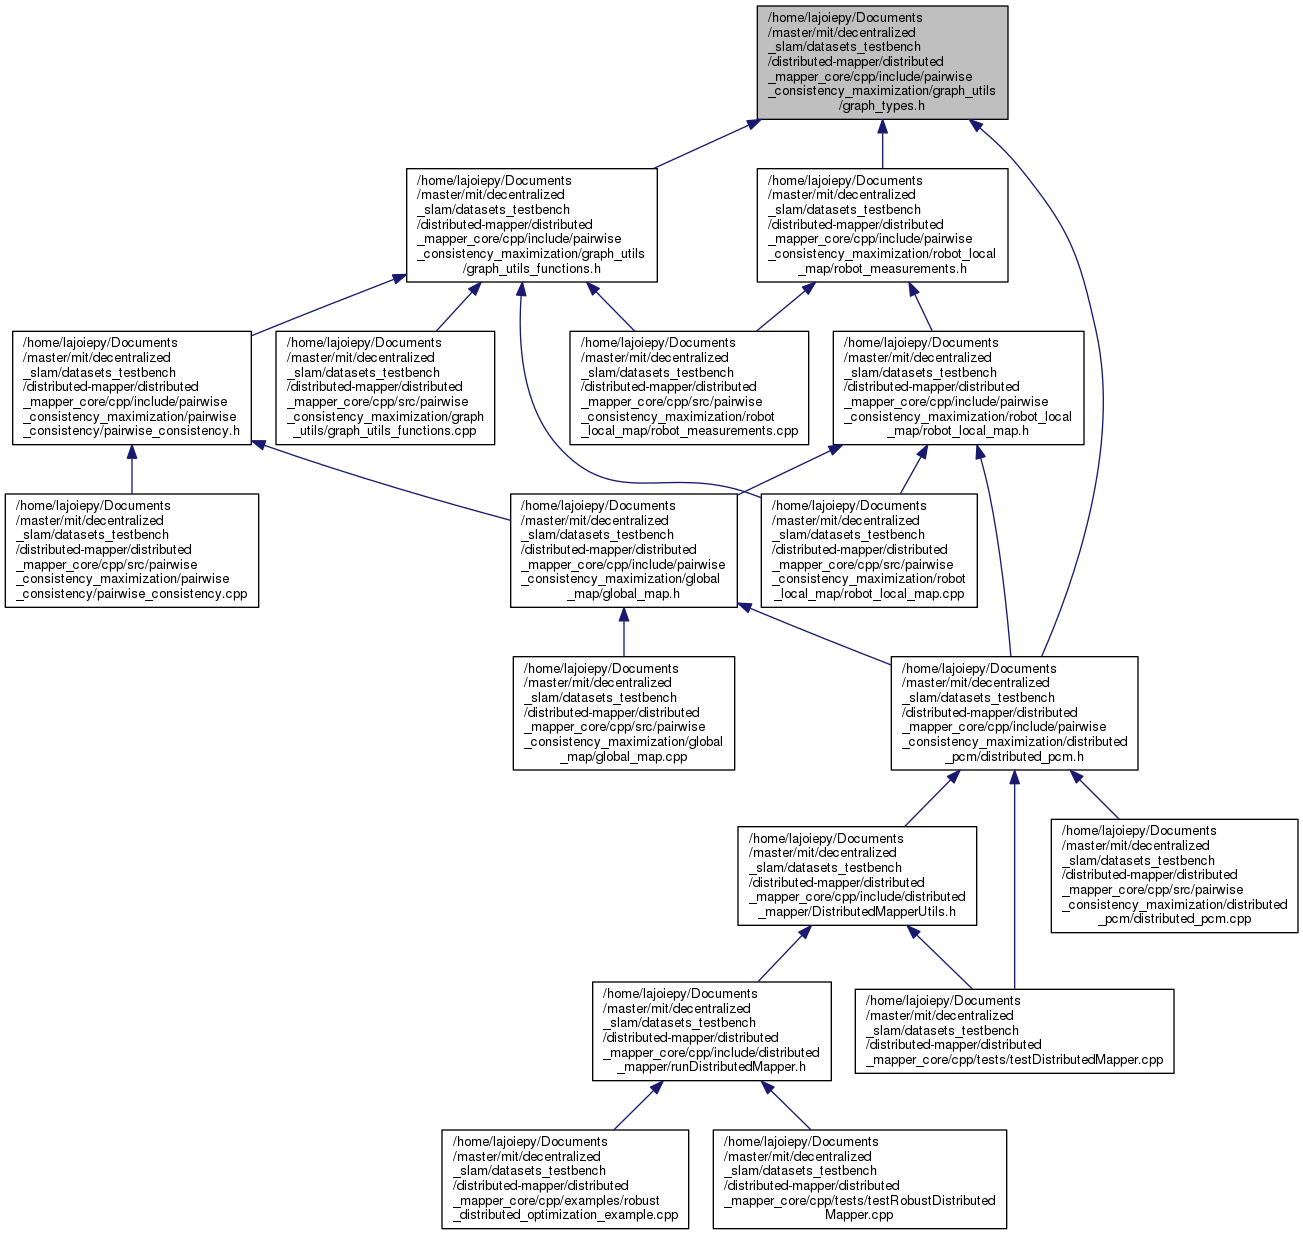 /home/lajoiepy/Documents
/master/mit/decentralized
_slam/datasets_testbench
/distributed-mapper/distributed
_mapper_core/cpp/include/pairwise
_consistency_maximization/graph_utils
/graph_types.h
/home/lajoiepy/Documents
/master/mit/decentralized
_slam/datasets_testbench
/distributed-mapper/distributed
_mapper_core/cpp/include/pairwise
_consistency_maximization/graph_utils
/graph_utils_functions.h
/home/lajoiepy/Documents
/master/mit/decentralized
_slam/datasets_testbench
/distributed-mapper/distributed
_mapper_core/cpp/include/pairwise
_consistency_maximization/robot_local
_map/robot_measurements.h
/home/lajoiepy/Documents
/master/mit/decentralized
_slam/datasets_testbench
/distributed-mapper/distributed
_mapper_core/cpp/include/pairwise
_consistency_maximization/pairwise
_consistency/pairwise_consistency.h
/home/lajoiepy/Documents
/master/mit/decentralized
_slam/datasets_testbench
/distributed-mapper/distributed
_mapper_core/cpp/src/pairwise
_consistency_maximization/graph
_utils/graph_utils_functions.cpp
/home/lajoiepy/Documents
/master/mit/decentralized
_slam/datasets_testbench
/distributed-mapper/distributed
_mapper_core/cpp/src/pairwise
_consistency_maximization/robot
_local_map/robot_measurements.cpp
/home/lajoiepy/Documents
/master/mit/decentralized
_slam/datasets_testbench
/distributed-mapper/distributed
_mapper_core/cpp/include/pairwise
_consistency_maximization/robot_local
_map/robot_local_map.h
/home/lajoiepy/Documents
/master/mit/decentralized
_slam/datasets_testbench
/distributed-mapper/distributed
_mapper_core/cpp/src/pairwise
_consistency_maximization/pairwise
_consistency/pairwise_consistency.cpp
/home/lajoiepy/Documents
/master/mit/decentralized
_slam/datasets_testbench
/distributed-mapper/distributed
_mapper_core/cpp/include/pairwise
_consistency_maximization/global
_map/global_map.h
/home/lajoiepy/Documents
/master/mit/decentralized
_slam/datasets_testbench
/distributed-mapper/distributed
_mapper_core/cpp/src/pairwise
_consistency_maximization/robot
_local_map/robot_local_map.cpp
/home/lajoiepy/Documents
/master/mit/decentralized
_slam/datasets_testbench
/distributed-mapper/distributed
_mapper_core/cpp/src/pairwise
_consistency_maximization/global
_map/global_map.cpp
/home/lajoiepy/Documents
/master/mit/decentralized
_slam/datasets_testbench
/distributed-mapper/distributed
_mapper_core/cpp/include/pairwise
_consistency_maximization/distributed
_pcm/distributed_pcm.h
/home/lajoiepy/Documents
/master/mit/decentralized
_slam/datasets_testbench
/distributed-mapper/distributed
_mapper_core/cpp/include/distributed
_mapper/DistributedMapperUtils.h
/home/lajoiepy/Documents
/master/mit/decentralized
_slam/datasets_testbench
/distributed-mapper/distributed
_mapper_core/cpp/src/pairwise
_consistency_maximization/distributed
_pcm/distributed_pcm.cpp
/home/lajoiepy/Documents
/master/mit/decentralized
_slam/datasets_testbench
/distributed-mapper/distributed
_mapper_core/cpp/include/distributed
_mapper/runDistributedMapper.h
/home/lajoiepy/Documents
/master/mit/decentralized
_slam/datasets_testbench
/distributed-mapper/distributed
_mapper_core/cpp/tests/testDistributedMapper.cpp
/home/lajoiepy/Documents
/master/mit/decentralized
_slam/datasets_testbench
/distributed-mapper/distributed
_mapper_core/cpp/examples/robust
_distributed_optimization_example.cpp
/home/lajoiepy/Documents
/master/mit/decentralized
_slam/datasets_testbench
/distributed-mapper/distributed
_mapper_core/cpp/tests/testRobustDistributed
Mapper.cpp